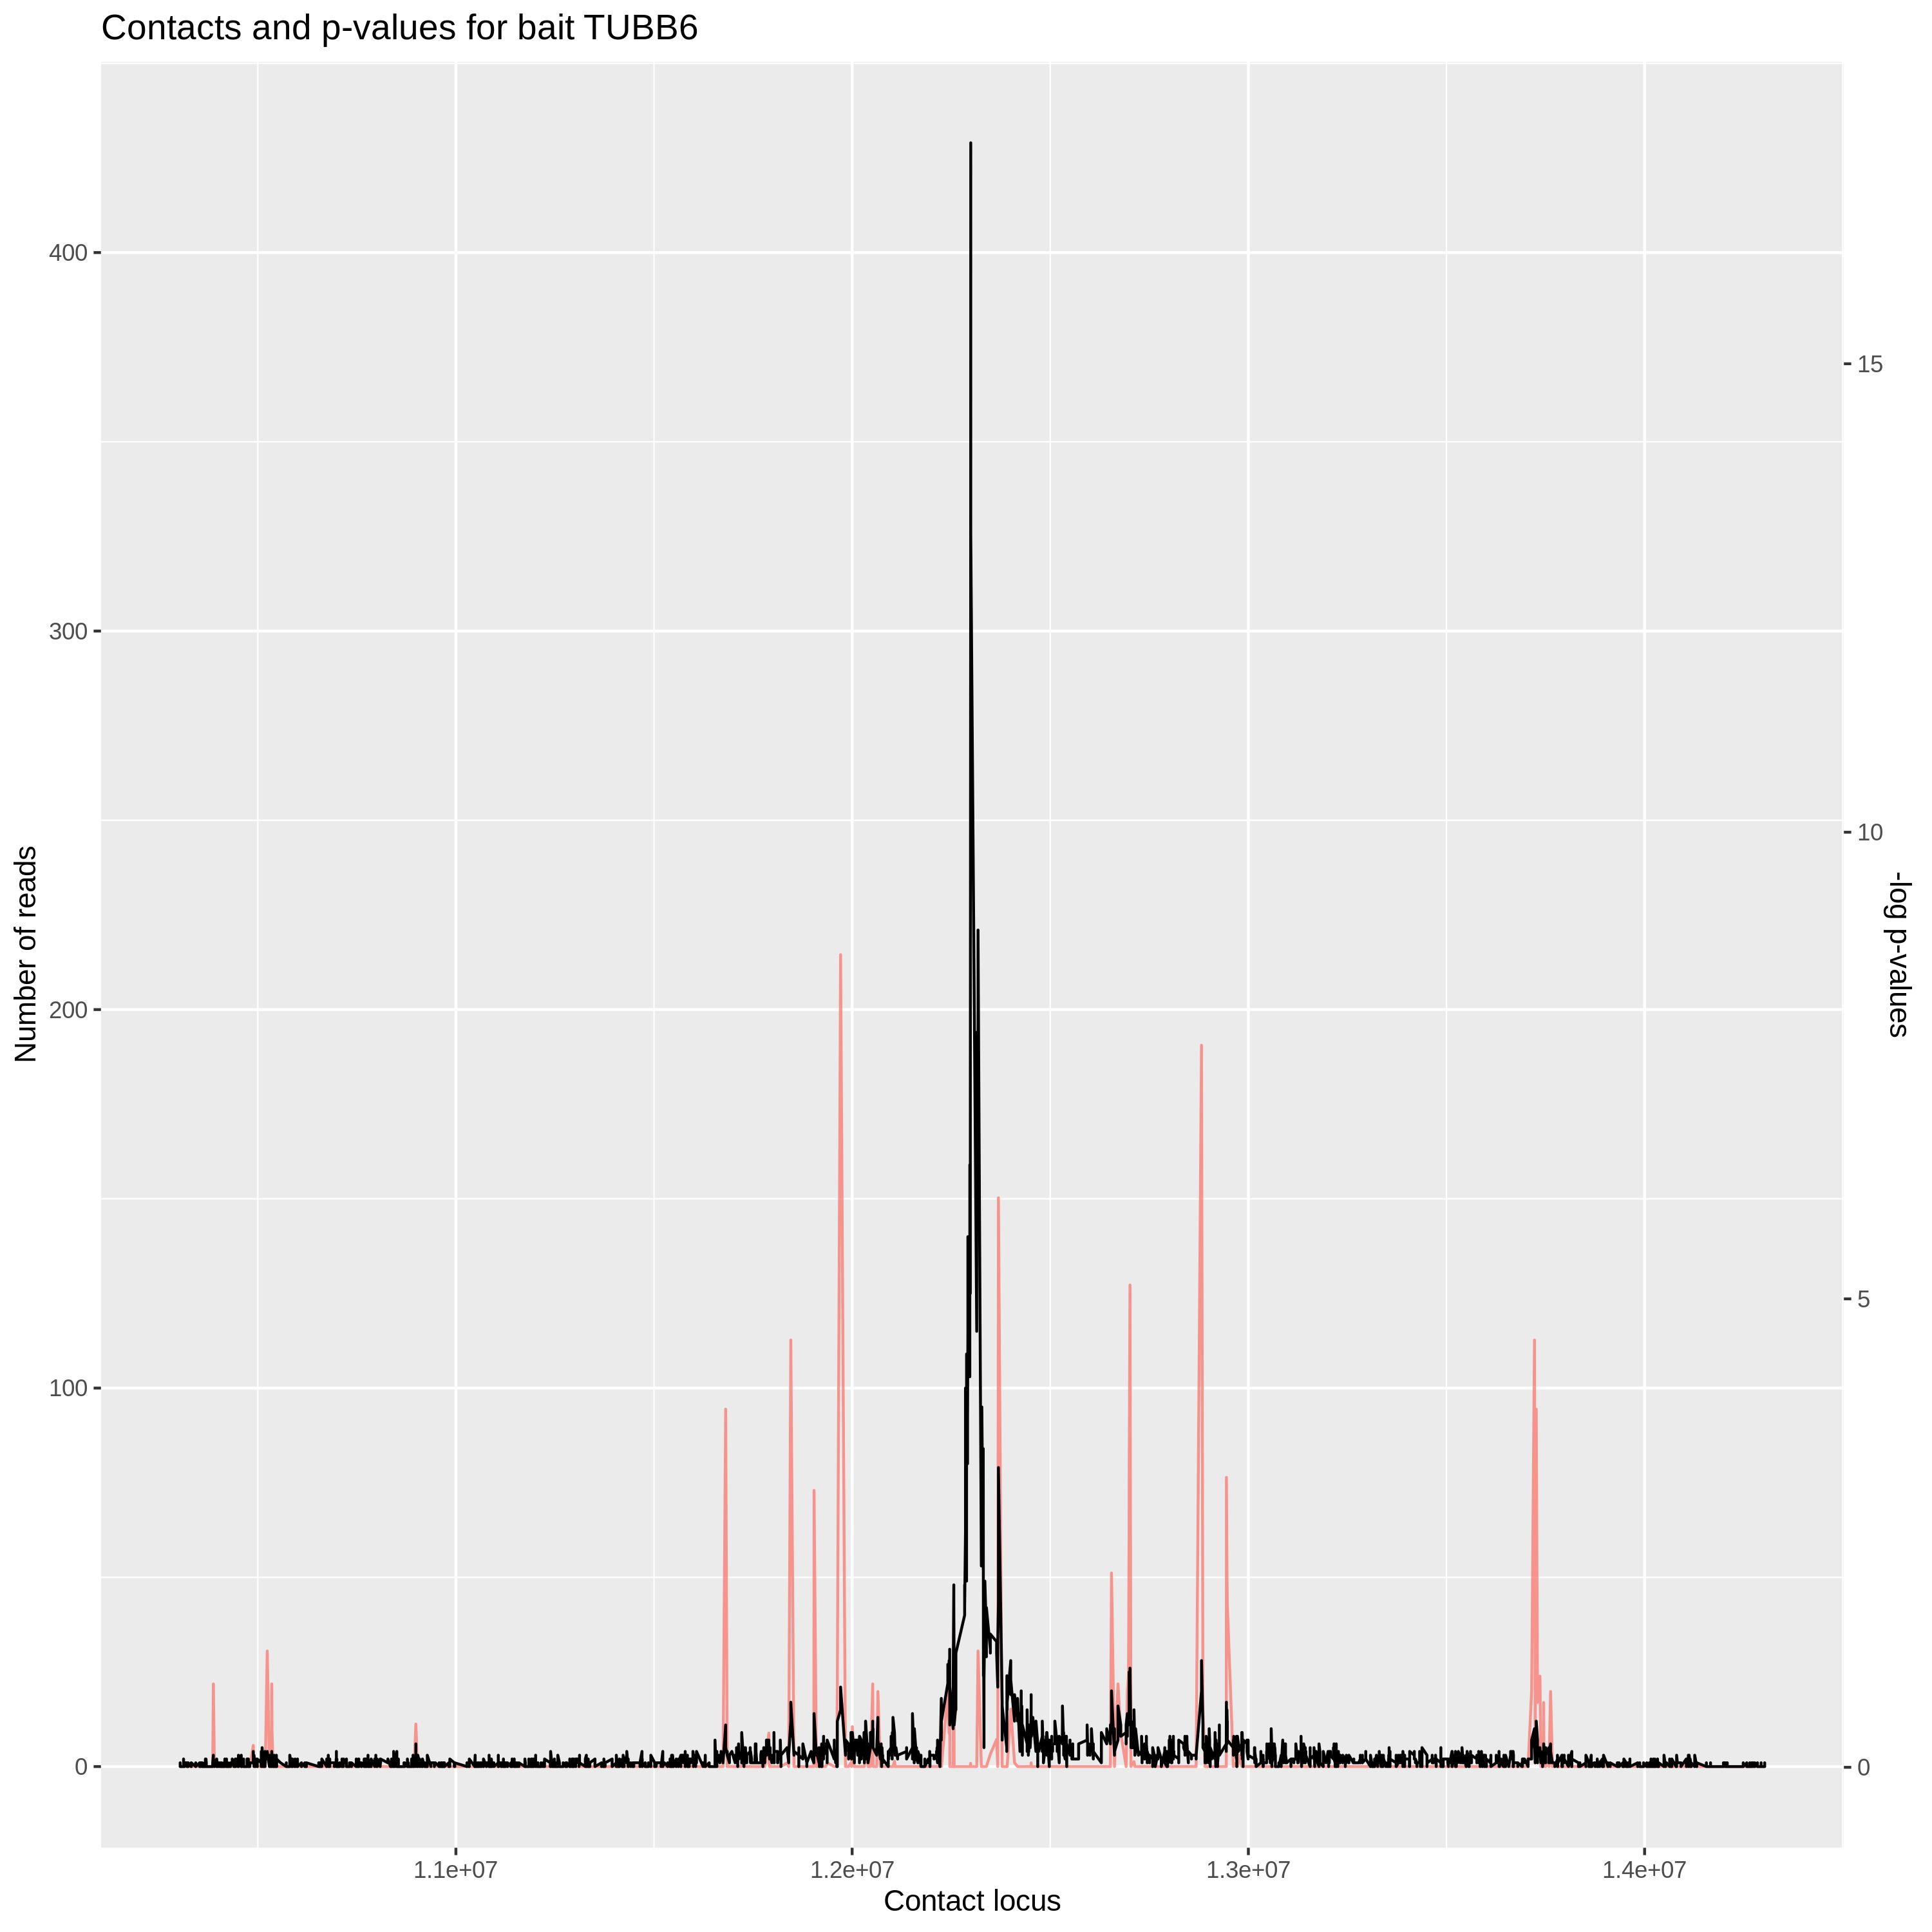 Contacts and p-values for bait TUBB6
400
300
200
100
0
Number of reads
15
10
5
0
-log p-values
1.1e+07
1.2e+07
1.3e+07
1.4e+07
Contact locus